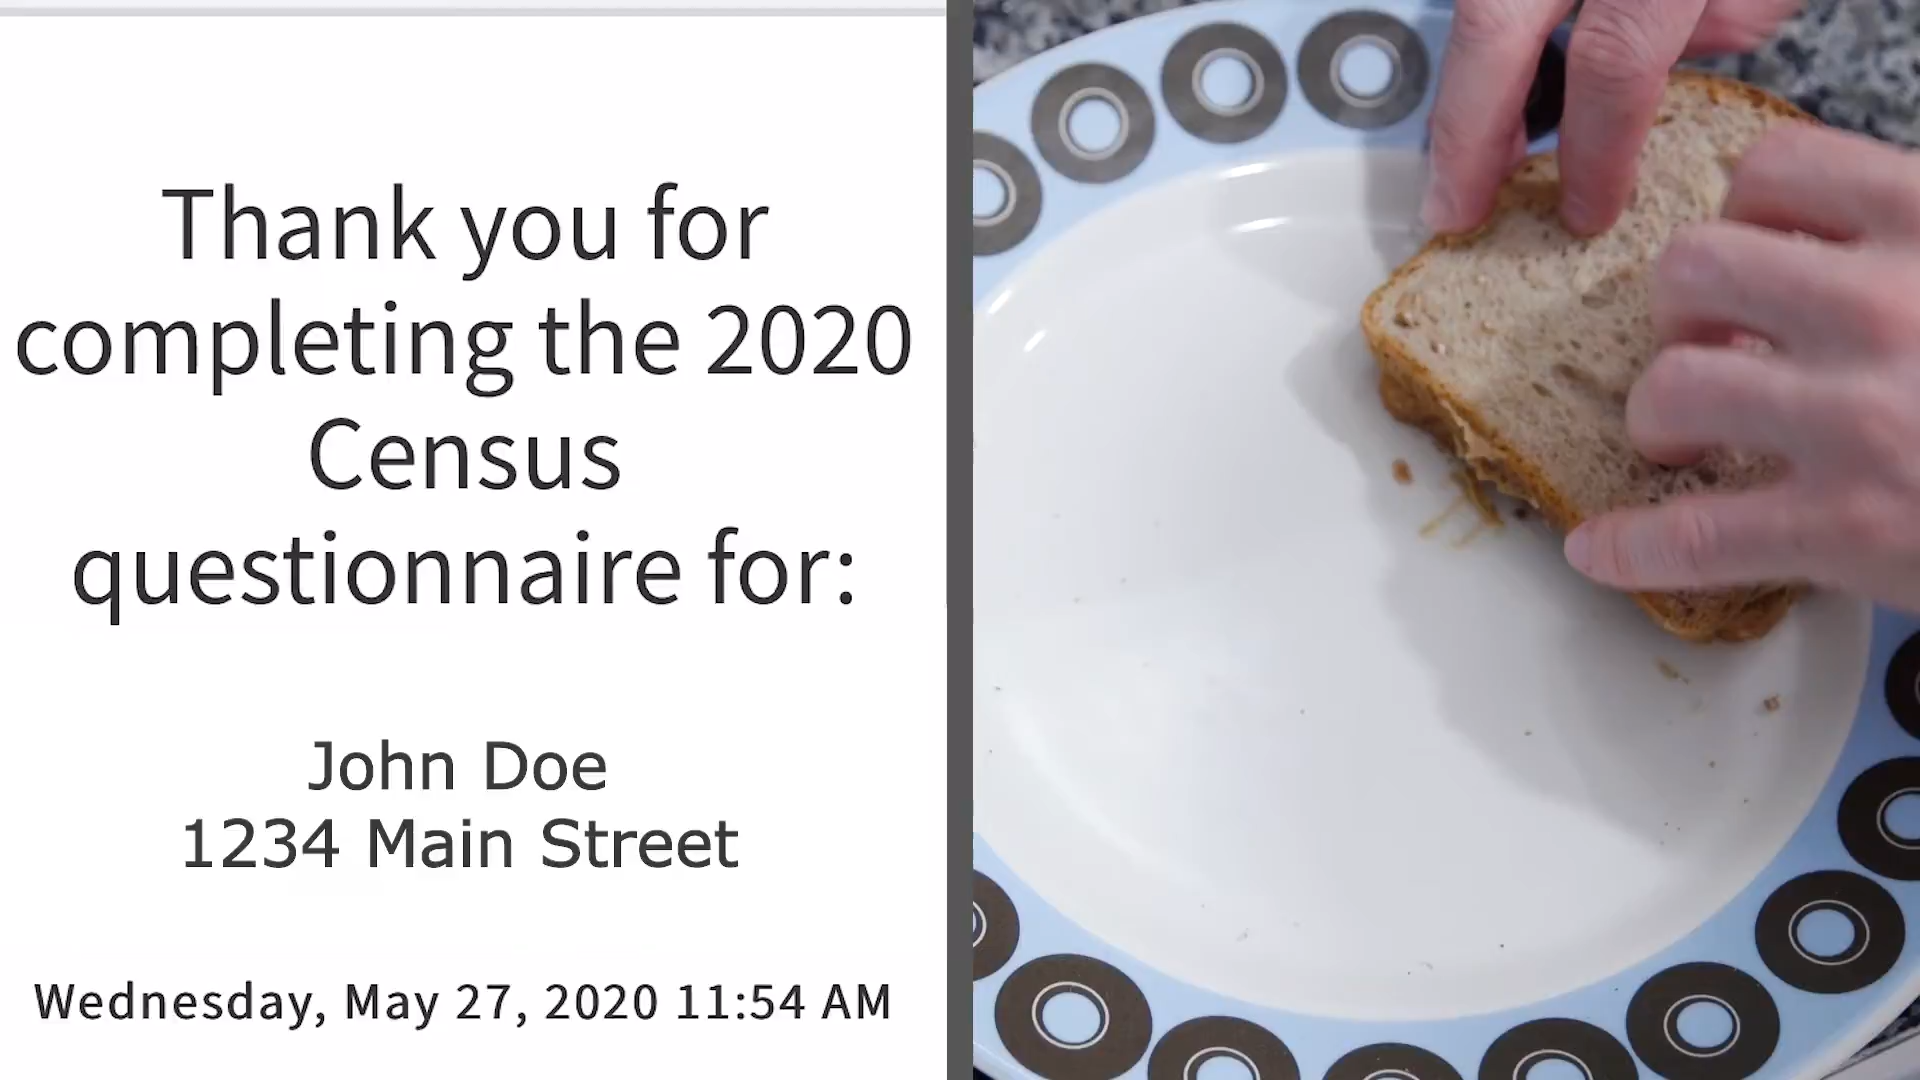 Thank you for
completing the 2020
Census
questionnaire for:
John Doe
1234 Main Street
Wednesday, May 27, 2020 11:54 AM